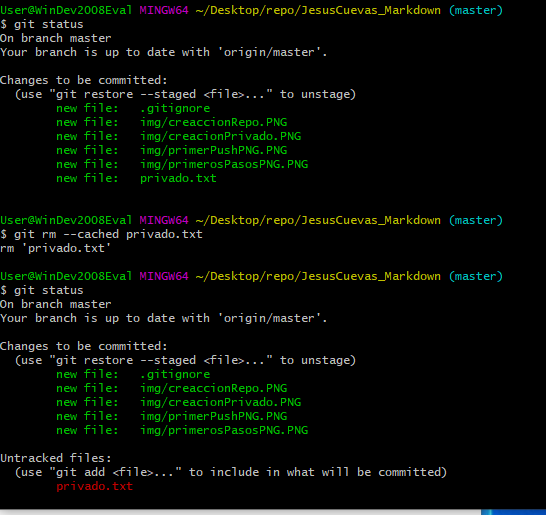 User@WinDev2008Eval MINGW64 ~/Desktop/repo/JesusCuevas_Markdown (master)
$ git status
On branch master
Your branch is up to date with 'origin/master'.
Changes to be committed:
  (use "git restore --staged <file>..." to unstage)
        new file:   .gitignore
        new file:   img/creaccionRepo.PNG
        new file:   img/creacionPrivado.PNG
        new file:   img/primerPushPNG.PNG
        new file:   img/primerosPasosPNG.PNG
        new file:   privado.txt
User@WinDev2008Eval MINGW64 ~/Desktop/repo/JesusCuevas_Markdown (master)
$ git rm --cached privado.txt
rm 'privado.txt'
User@WinDev2008Eval MINGW64 ~/Desktop/repo/JesusCuevas_Markdown (master)
$ git status
On branch master
Your branch is up to date with 'origin/master'.
Changes to be committed:
  (use "git restore --staged <file>..." to unstage)
        new file:   .gitignore
        new file:   img/creaccionRepo.PNG
        new file:   img/creacionPrivado.PNG
        new file:   img/primerPushPNG.PNG
        new file:   img/primerosPasosPNG.PNG
Untracked files:
  (use "git add <file>..." to include in what will be committed)
        privado.txt